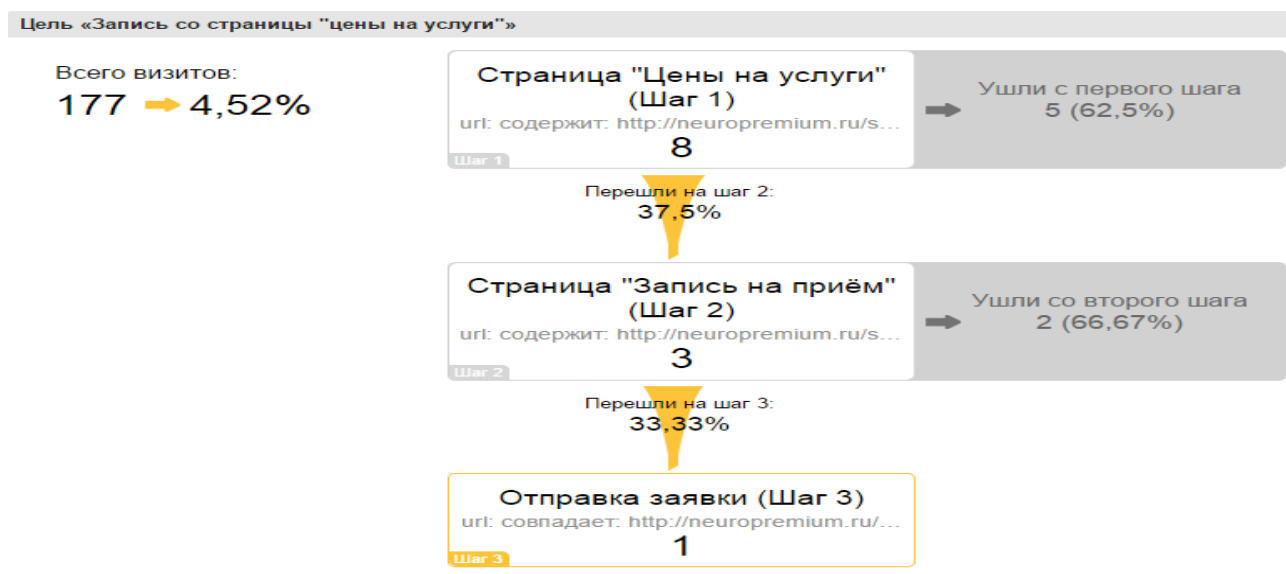 Цель «Запись со страницы "цены на услуги"»
Всего визитов:
177 4,52%
Страница "Цены на услуги"
(Шаг 1)
url: содержит: http://neuropremium.ru/s...
8
Шаг 1
Ушли с первого шага
5 (62,5%)
Перешли на шаг 2:
37,5%
Страница "Запись на приём"
(Шаг 2)
url: содержит: http://neuropremium.ru/s...
3
Шаг 2
Ушли со второго шага
2 (66,67%)
Перешли на шаг 3:
33,33%
Отправка заявки (Шаг 3)
url: совпадает: http://neuropremium.ru/...
1
Шаг 3